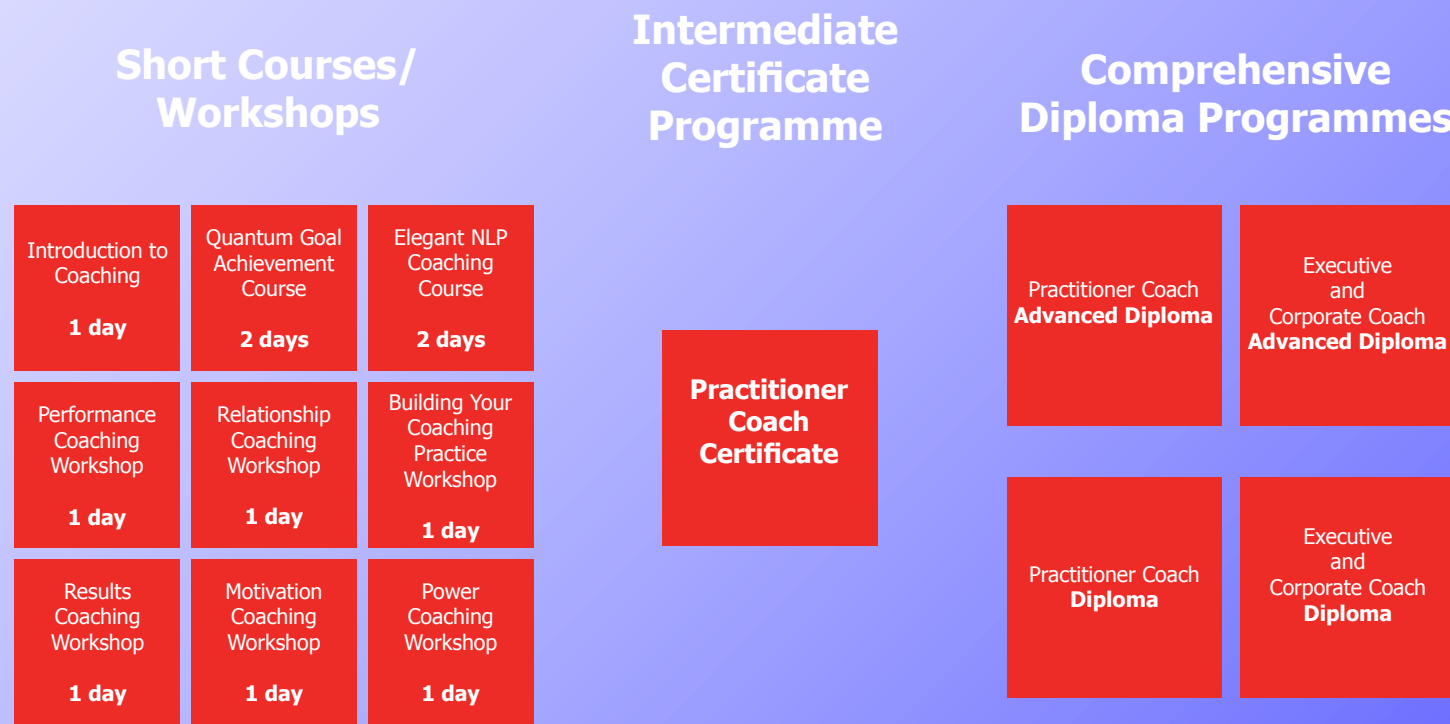 Short Courses/
Workshops
Intermediate
Certificate
Programme
Comprehensive
Diploma Programmes
Introduction to
Coaching
1 day
Quantum Goal
Achievement
Course
2 days
Elegant NLP
Coaching
Course
2 days
Performance
Coaching
Workshop
1 day
Relationship
Coaching
Workshop
1 day
Building Your
Coaching
Practice
Workshop
1 day
Results
Coaching
Workshop
1 day
Motivation
Coaching
Workshop
1 day
Power
Coaching
Workshop
1 day
Practitioner
Coach
Certificate
Practitioner Coach
Advanced Diploma
Executive
and
Corporate Coach
Advanced Diploma
Practitioner Coach
Diploma
Executive
and
Corporate Coach
Diploma